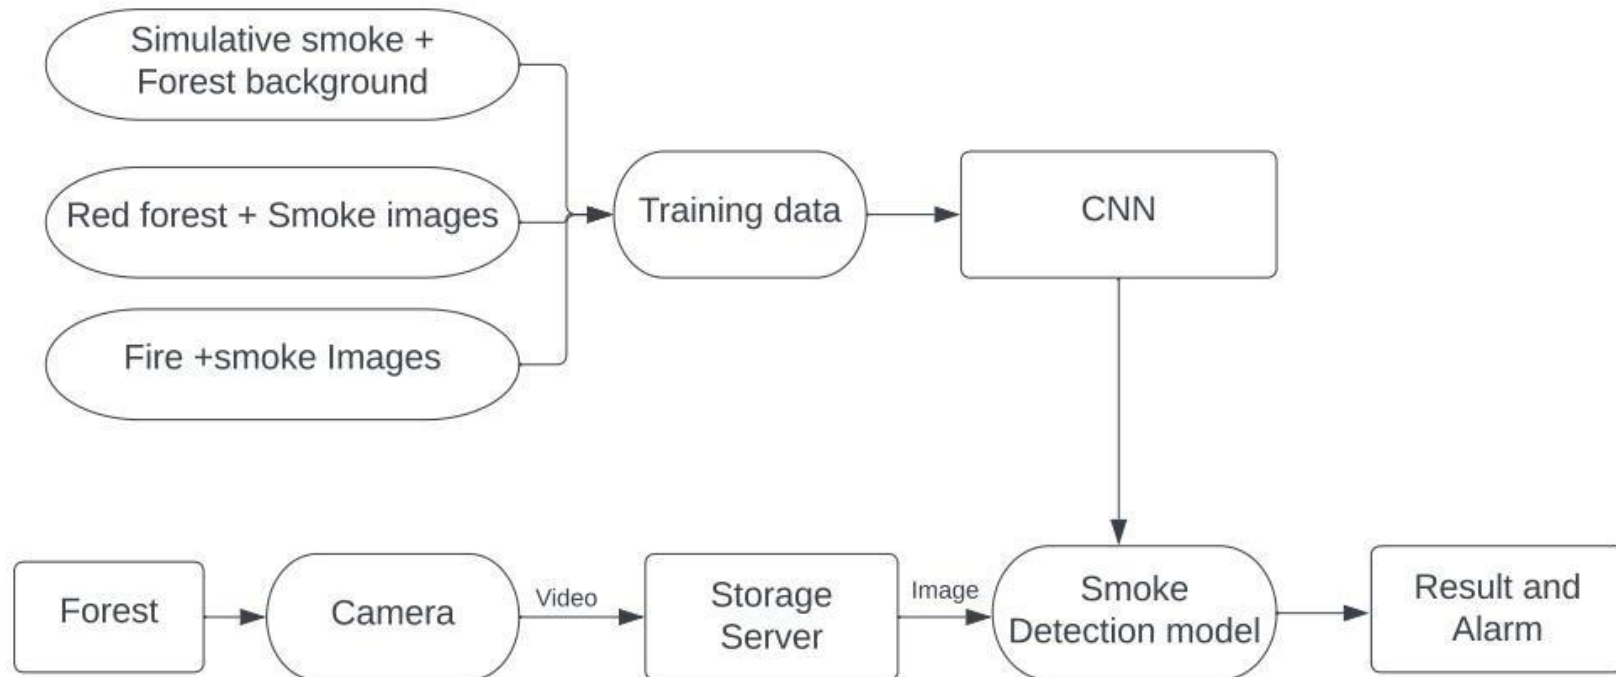 Simulative smoke +
Forest background
Red forest + Smoke images
Training data
CNN
Fire +smoke Images
Forest
Camera
Video
Storage
Server
Image
Smoke
Detection model
Result and
Alarm